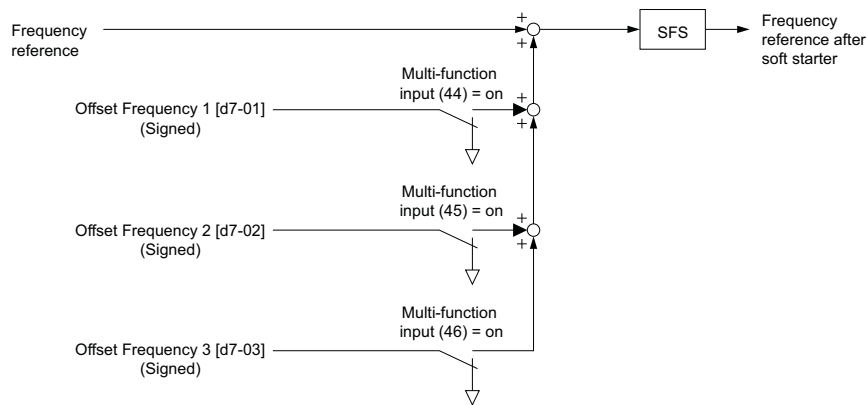 Frequency
reference
+
+
SFS
Frequency
reference after
soft starter
Multi-function
input (44) = on
Offset Frequency 1 [d7-01]
(Signed)
+
+
Multi-function
input (45) = on
Offset Frequency 2 [d7-02]
(Signed)
+
+
Multi-function
input (46) = on
Offset Frequency 3 [d7-03]
(Signed)